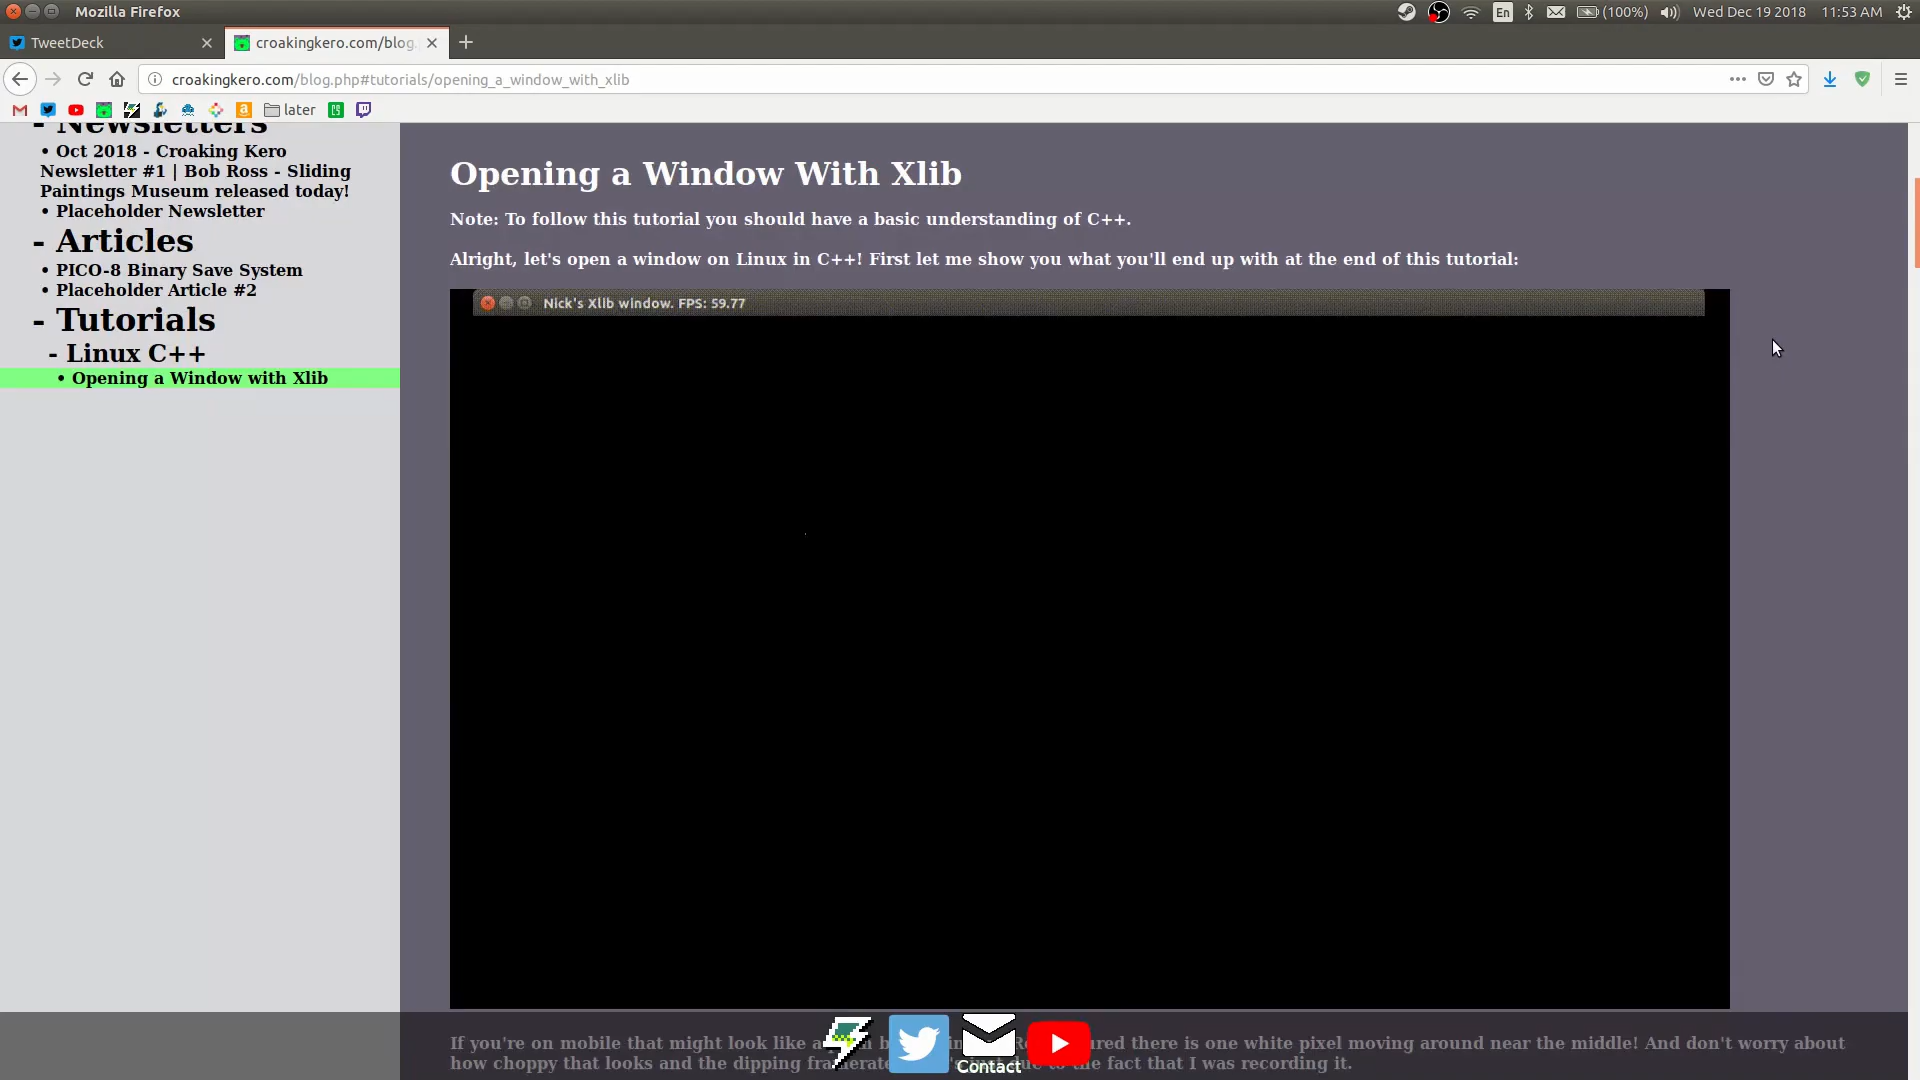 Mozilla Firefox
En
(100%)
Wed Dec 19 2018
11:53 AM
TweetDeck
croakingkero.com/blog.
croakingkero.com/blog.php#tutorials/opening_a_window_with_xlib
later
- Newsletters
• Oct 2018 - Croaking Kero
Newsletter #1 | Bob Ross - Sliding
Paintings Museum released today!
• Placeholder Newsletter
- Articles
• PICO-8 Binary Save System
• Placeholder Article #2
- Tutorials
- Linux C++
• Opening a Window with Xlib
Opening a Window With Xlib
Note: To follow this tutorial you should have a basic understanding of C++.
Alright, let's open a window on Linux in C++! First let me show you what you'll end up with at the end of this tutorial:
Nick's Xlib window. FPS: 59.77
If you're on mobile that might look like a there is one white pixel moving around near the middle! And don't worry about
how choppy that looks and the dipping due the fact that I was recording it.
Contact